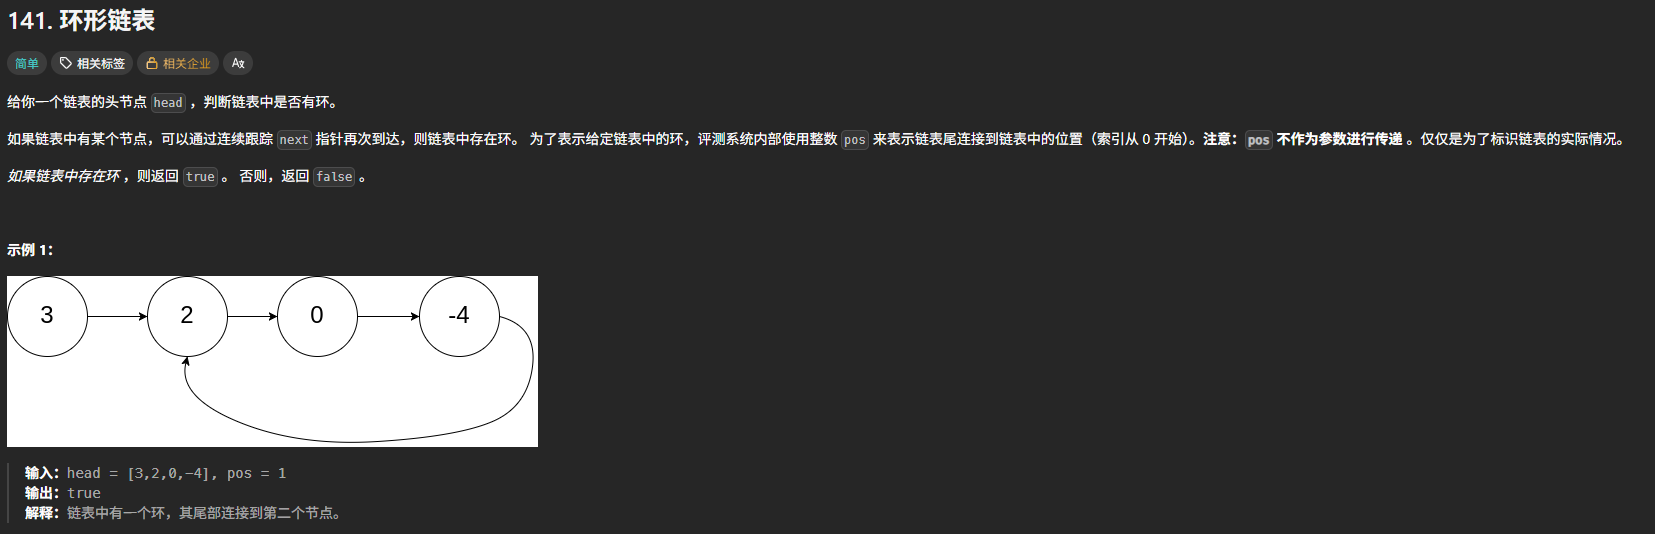 141. 环形链表
简单 相关标签 相关企业 A文
给你一个链表的头节点 head ，判断链表中是否有环。
如果链表中有某个节点，可以通过连续跟踪 next 指针再次到达，则链表中存在环。 为了表示给定链表中的环，评测系统内部使用整数 pos 来表示链表尾连接到链表中的位置（索引从 0 开始）。注意：pos 不作为参数进行传递 。仅仅是为了标识链表的实际情况。
如果链表中存在环 ，则返回 true 。 否则，返回 false 。
示例 1：
3 2 0 -4
输入：head = [3,2,0,-4], pos = 1
输出：true
解释：链表中有一个环，其尾部连接到第二个节点。